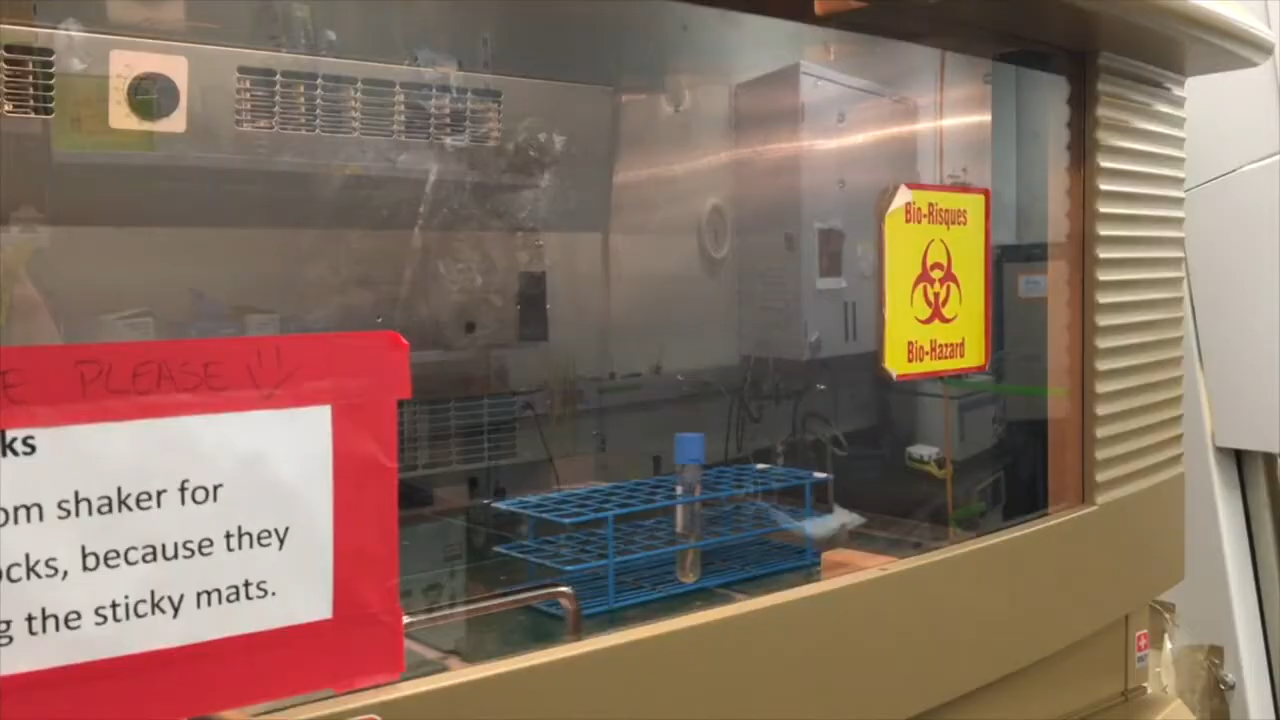 E PLEASE
ks
om shaker for
ocks, because they
g the sticky mats.
Bio-Risques
Bio-Hazard